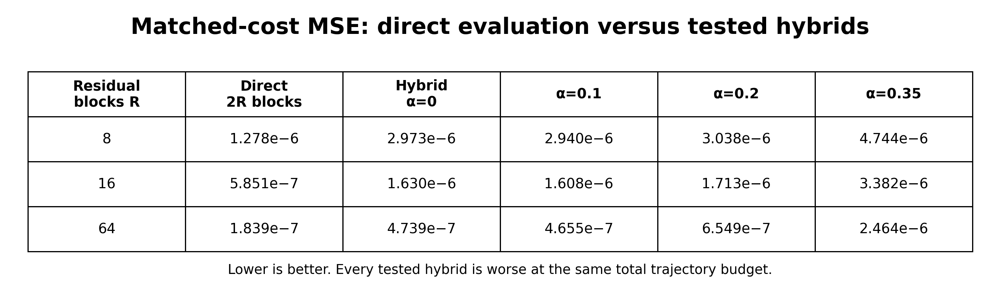 Matched-cost MSE: direct evaluation versus tested hybrids
Residual
blocks R
Direct
2R blocks
Hybrid
α=0
α=0.1
α=0.2
α=0.35
8
1.278e−6
2.973e−6
2.940e−6
3.038e−6
4.744e−6
16
5.851e−7
1.630e−6
1.608e−6
1.713e−6
3.382e−6
64
1.839e−7
4.739e−7
4.655e−7
6.549e−7
2.464e−6
Lower is better. Every tested hybrid is worse at the same total trajectory budget.